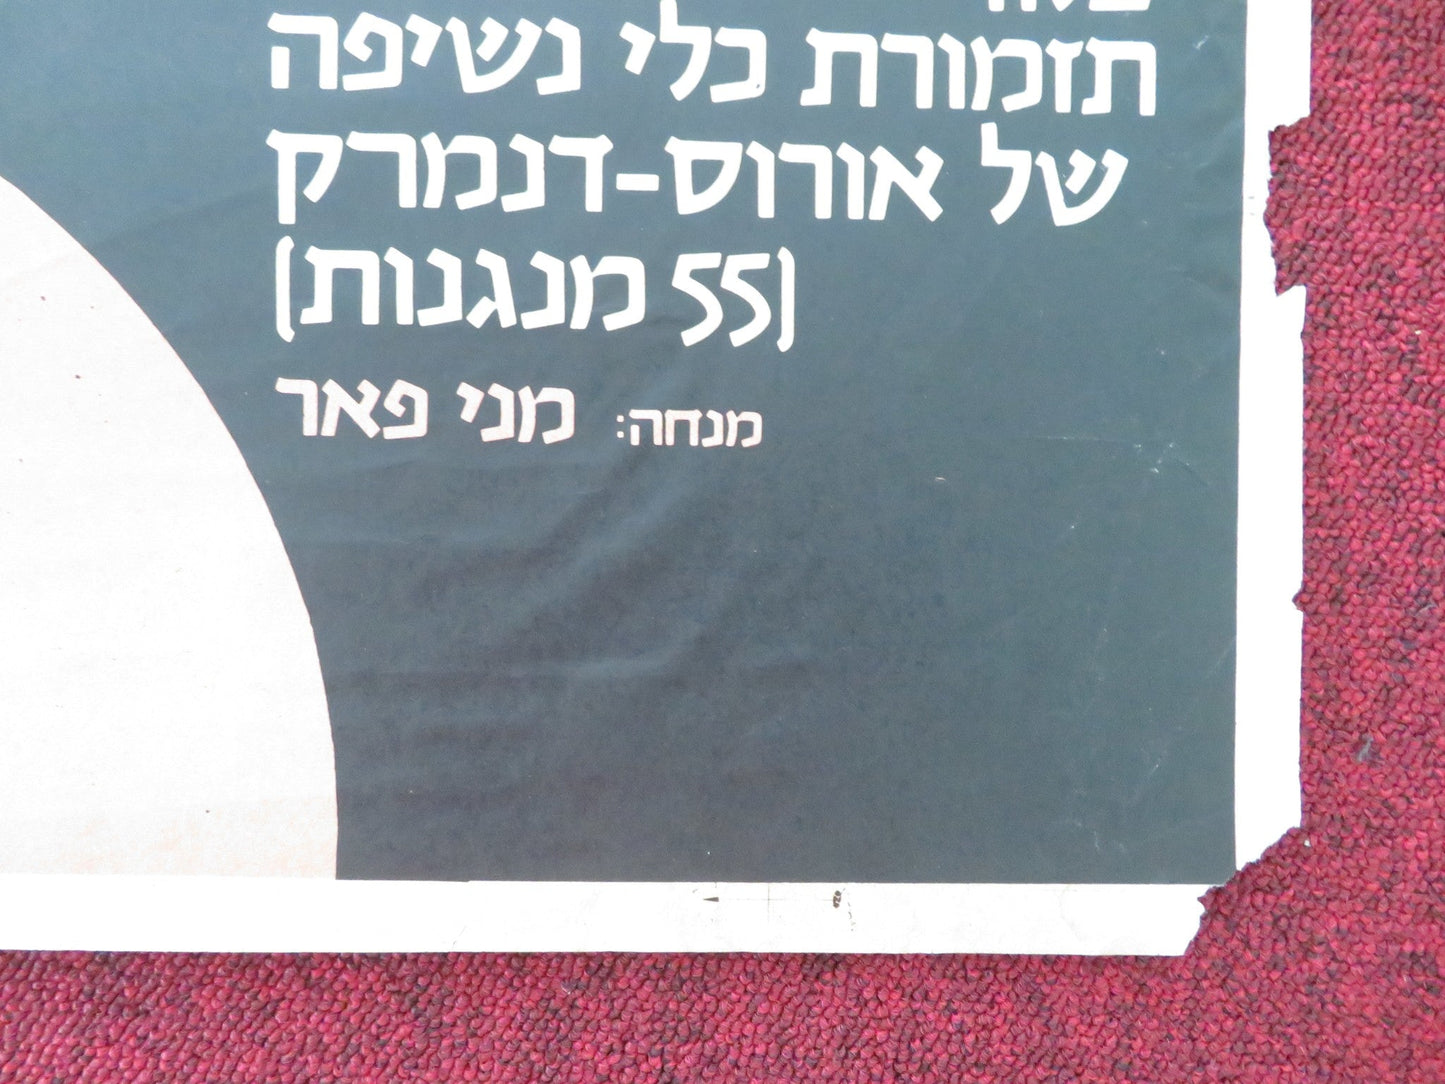 תזמורת כלי נשיפה
של אורוס-דנמרק
(55 מנגנות)
מנחה: מני פאר